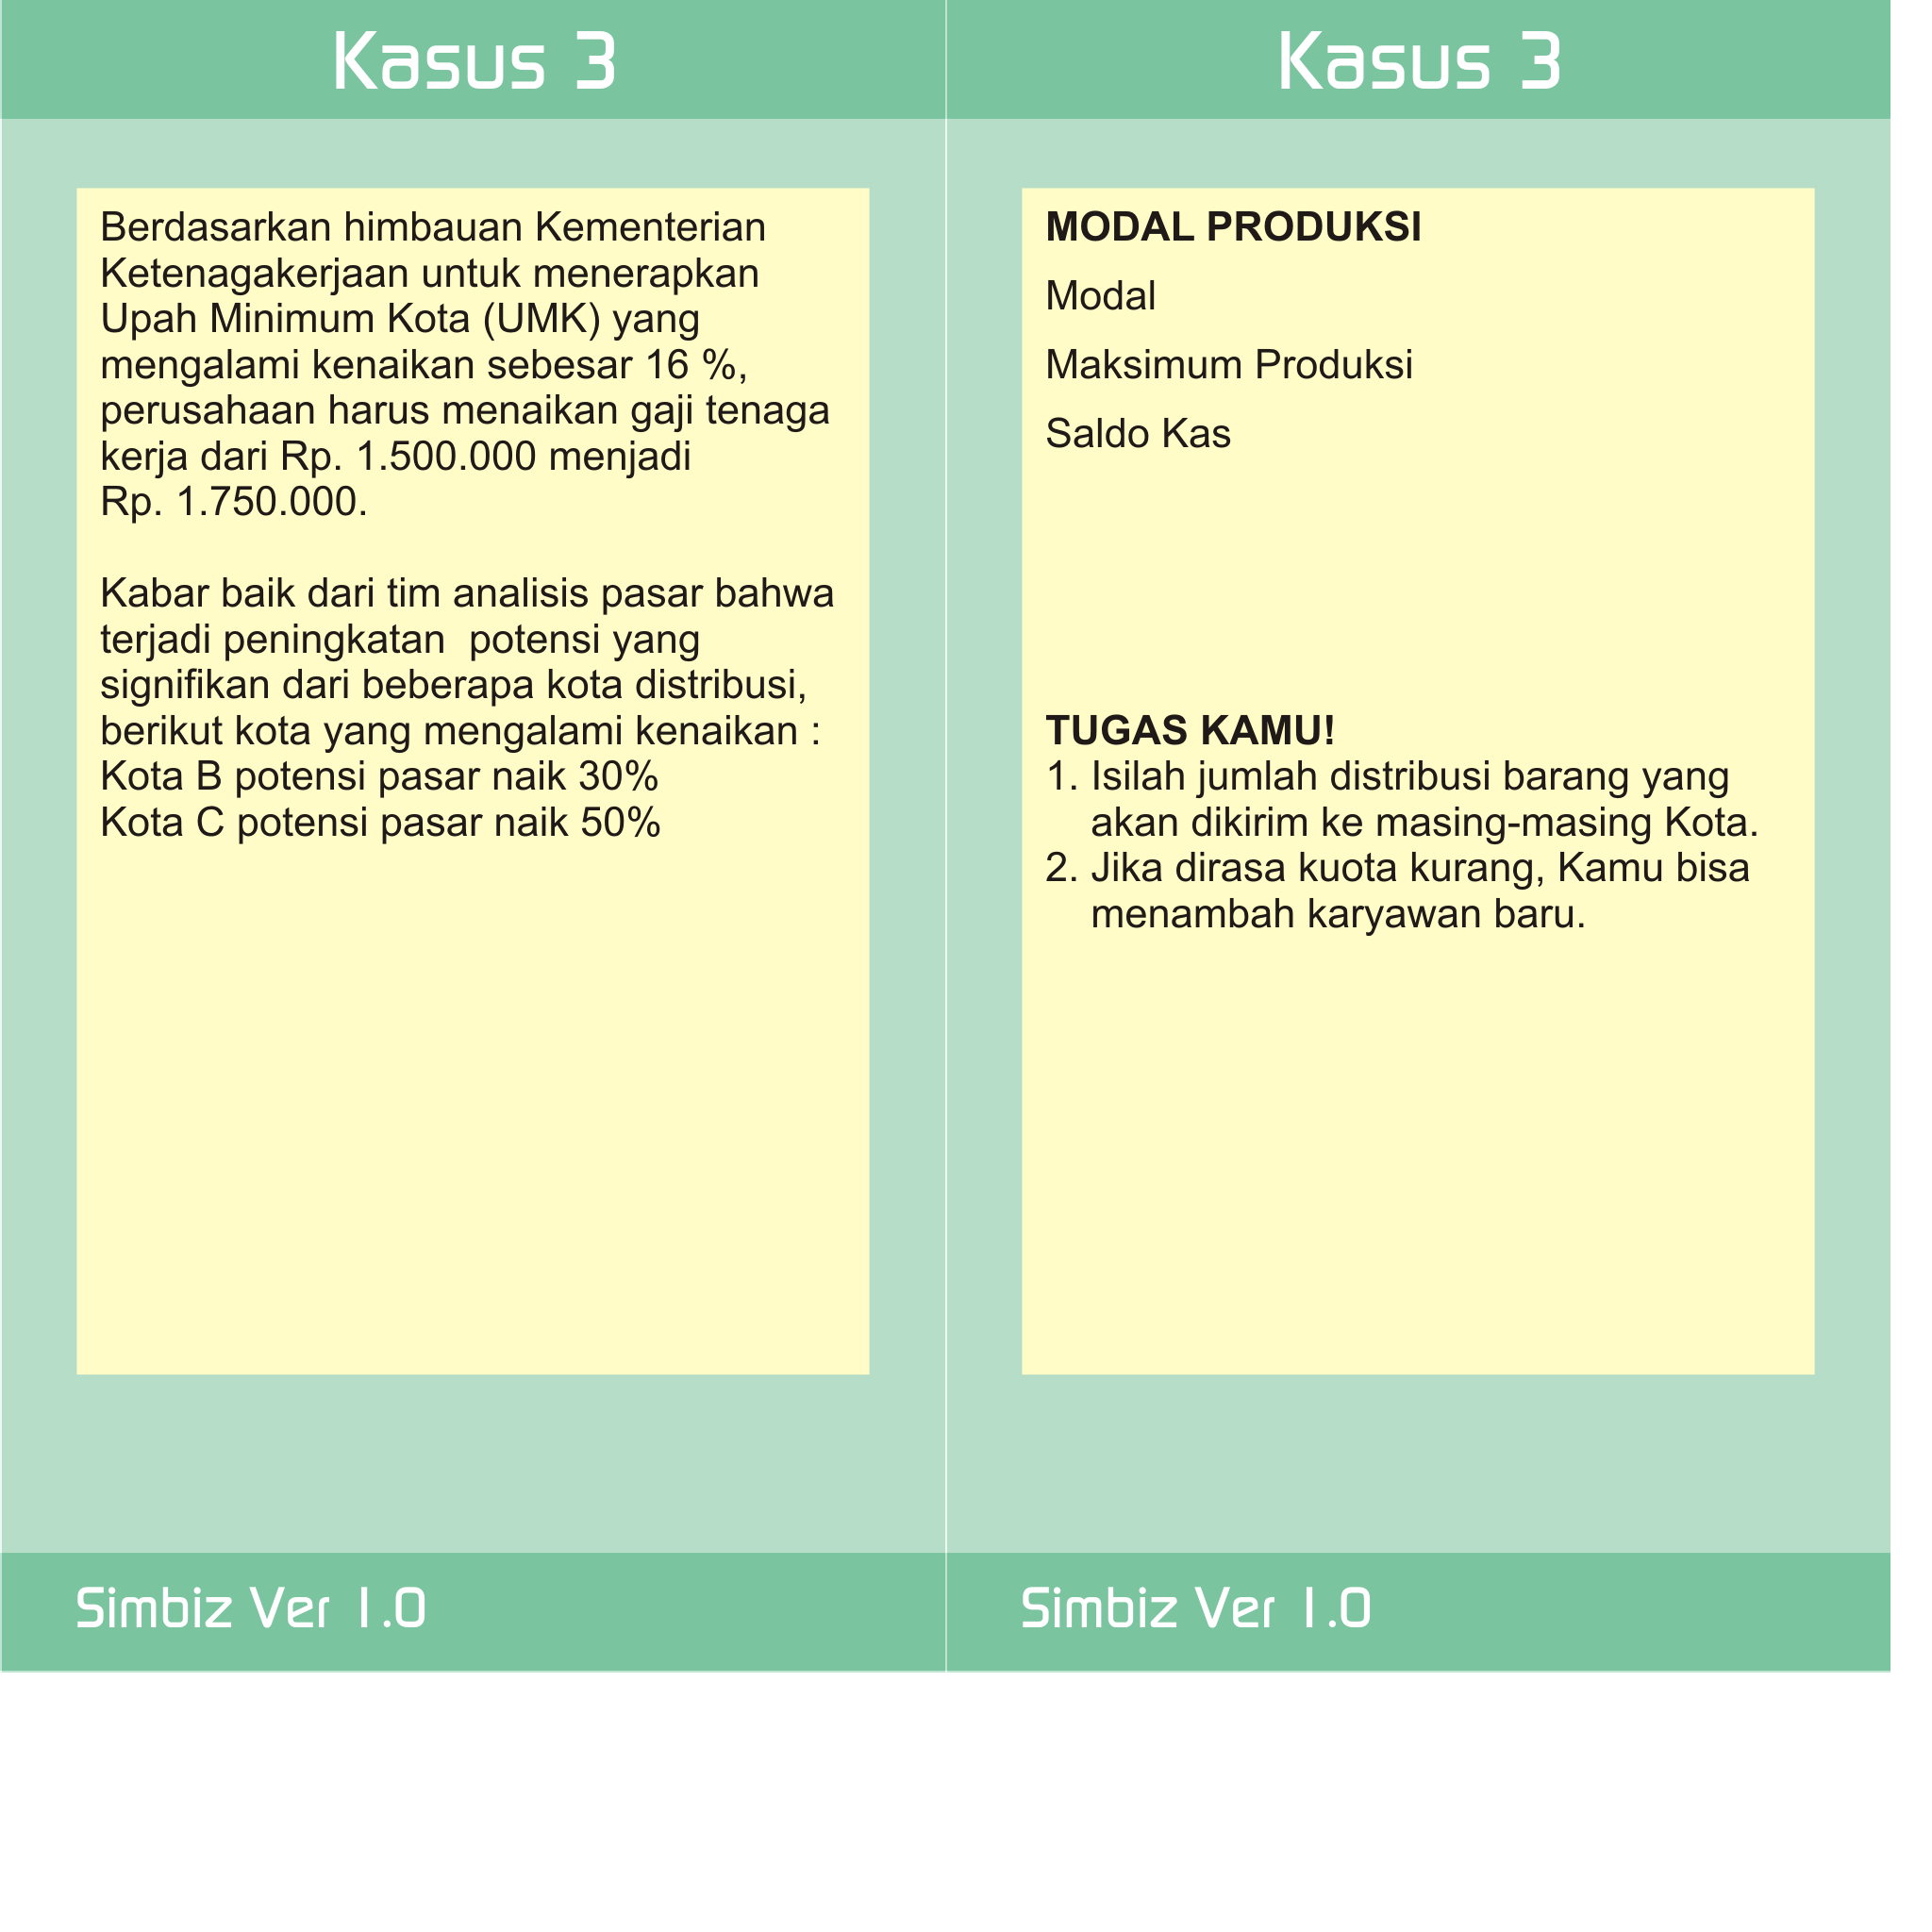 Kasus 3
Berdasarkan himbauan Kementerian
Ketenagakerjaan untuk menerapkan
Upah Minimum Kota (UMK) yang
mengalami kenaikan sebesar 16 %,
perusahaan harus menaikan gaji tenaga
kerja dari Rp. 1.500.000 menjadi
Rp. 1.750.000.
Kabar baik dari tim analisis pasar bahwa
terjadi peningkatan  potensi yang
signifikan dari beberapa kota distribusi,
berikut kota yang mengalami kenaikan :
Kota B potensi pasar naik 30%
Kota C potensi pasar naik 50%
Simbiz Ver 1.0
Kasus 3
MODAL PRODUKSI
Modal
Maksimum Produksi
Saldo Kas
TUGAS KAMU!
1. Isilah jumlah distribusi barang yang
akan dikirim ke masing-masing Kota.
2. Jika dirasa kuota kurang, Kamu bisa
menambah karyawan baru.
Simbiz Ver 1.0